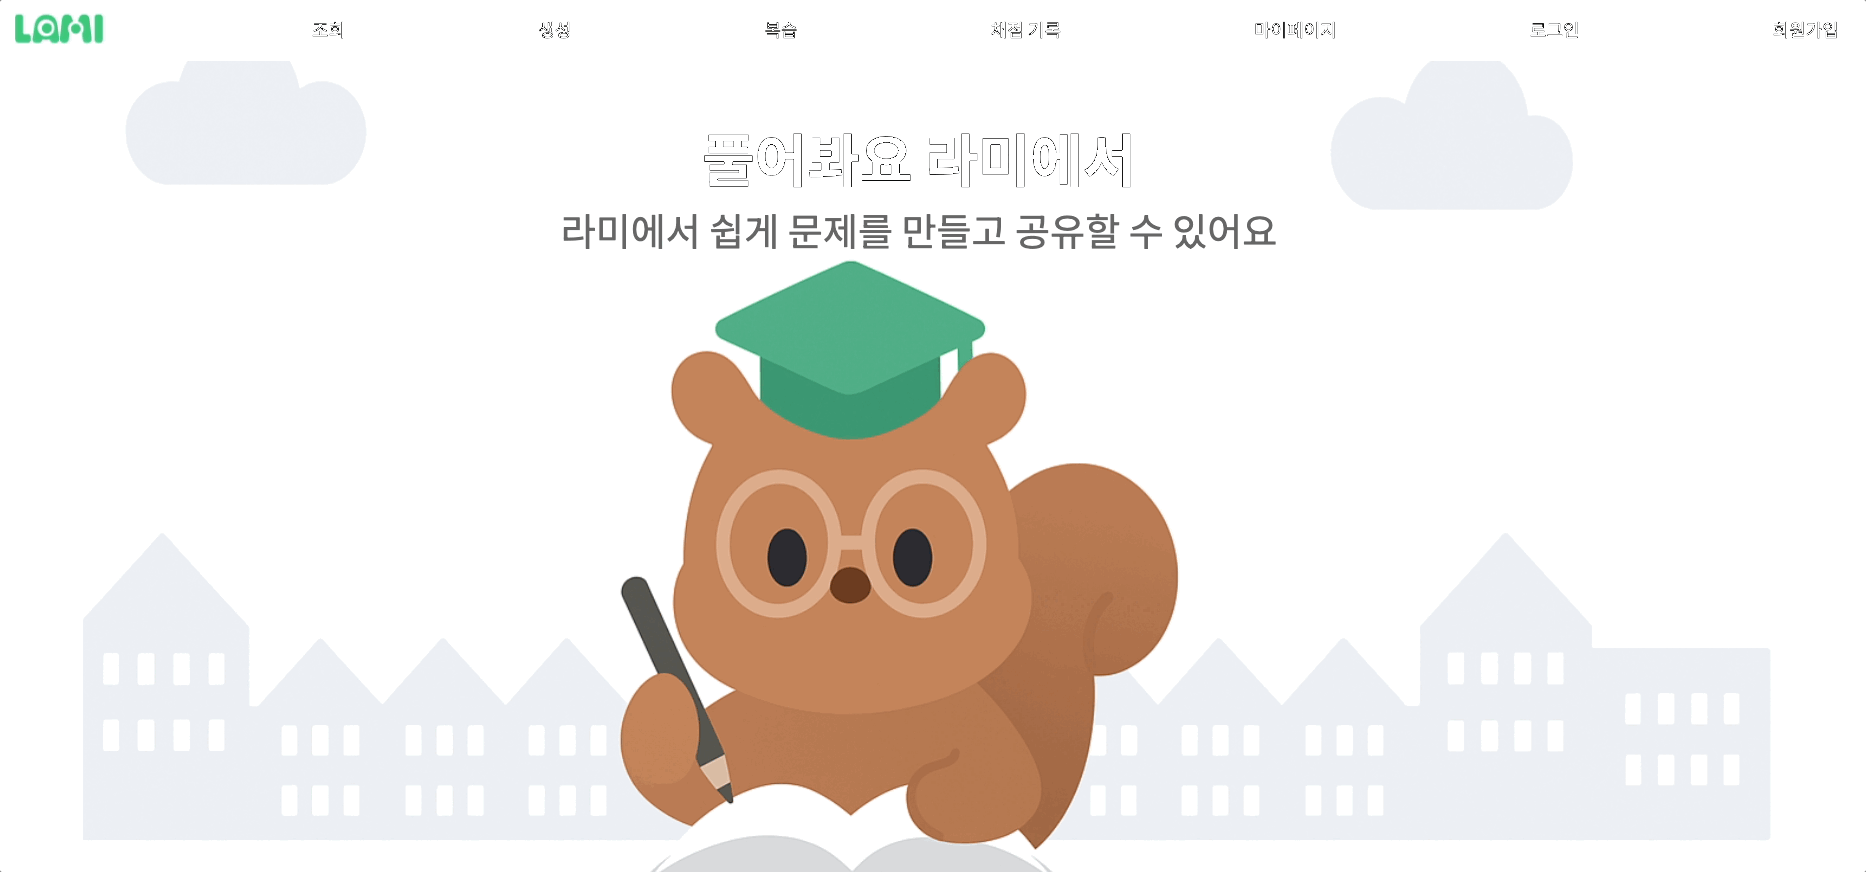 LAMI
조회
생성
복습
채점 기록
마이페이지
로그인
회원가입
풀어봐요 라미에서
라미에서 쉽게 문제를 만들고 공유할 수 있어요